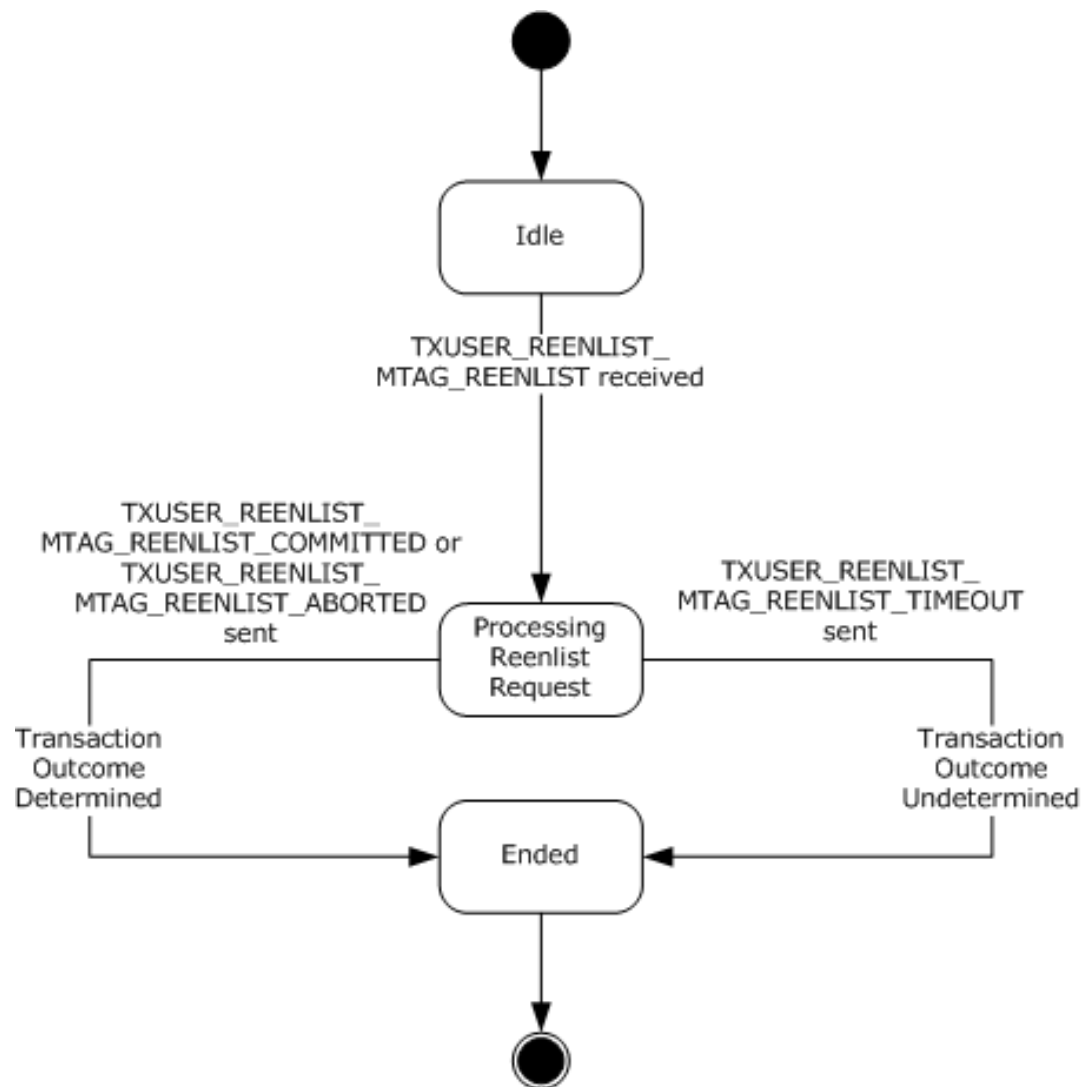 Idle
TXUSER_REENLIST_
MTAG_REENLIST received
TXUSER_REENLIST_
MTAG_REENLIST_COMMITTED or
TXUSER_REENLIST_
MTAG_REENLIST_ABORTED
sent
TXUSER_REENLIST_
MTAG_REENLIST_TIMEOUT
sent
Processing
Reenlist
Request
Transaction
Outcome
Determined
Transaction
Outcome
Undetermined
Ended